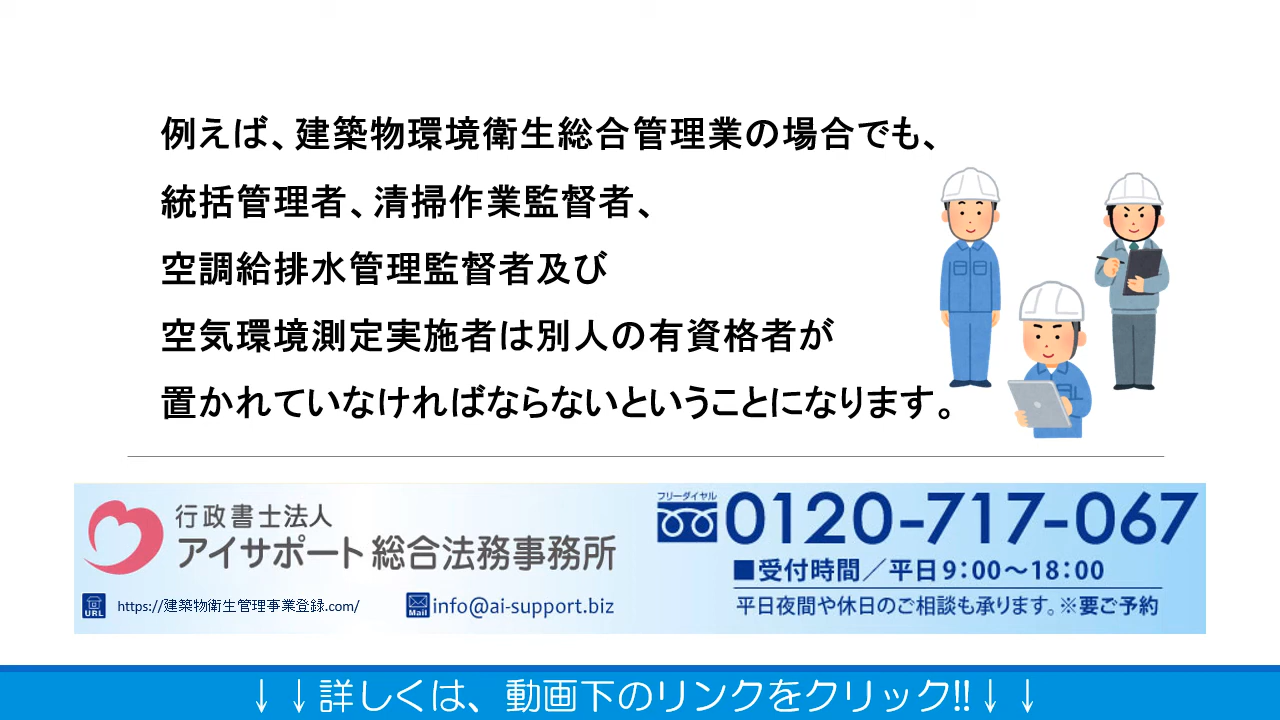 例えば、建築物環境衛生総合管理業の場合でも、
統括管理者、清掃作業監督者、
空調給排水管理監督者及び
空気環境測定実施者は別人の有資格者が
置かれていなければならないということになります。
行政書士法人
アイサポート総合法務事務所
URL https://建築物衛生管理事業登録.com/
Mail info@ai-support.biz
フリーダイヤル
0120-717-067
■受付時間／平日9：00～18：00
平日夜間や休日のご相談も承ります。※要ご予約
↓↓詳しくは、動画下のリンクをクリック!!↓↓